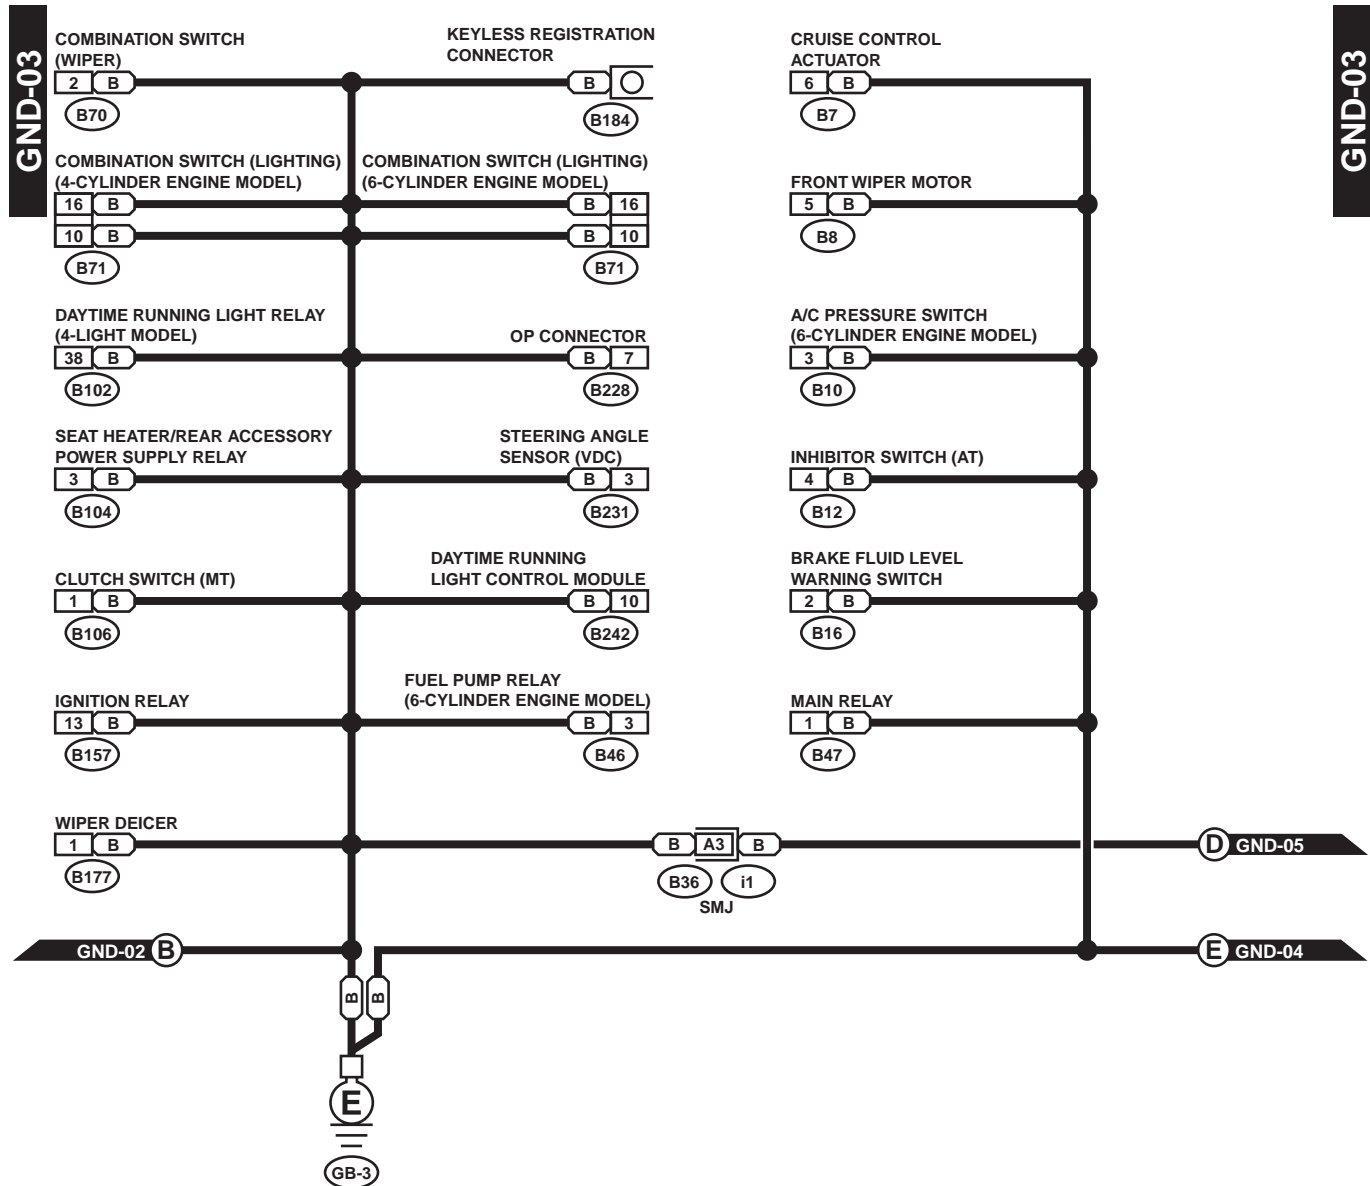 GND-03
GND-03
COMBINATION SWITCH
(WIPER)
2 B
B70
KEYLESS REGISTRATION
CONNECTOR
B
B184
CRUISE CONTROL
ACTUATOR
6 B
B7
COMBINATION SWITCH (LIGHTING)
(4-CYLINDER ENGINE MODEL)
16 B
10 B
B71
COMBINATION SWITCH (LIGHTING)
(6-CYLINDER ENGINE MODEL)
B 16
B 10
B71
FRONT WIPER MOTOR
5 B
B8
DAYTIME RUNNING LIGHT RELAY
(4-LIGHT MODEL)
38 B
B102
OP CONNECTOR
B 7
B228
A/C PRESSURE SWITCH
(6-CYLINDER ENGINE MODEL)
3 B
B10
SEAT HEATER/REAR ACCESSORY
POWER SUPPLY RELAY
3 B
B104
STEERING ANGLE
SENSOR (VDC)
B 3
B231
INHIBITOR SWITCH (AT)
4 B
B12
CLUTCH SWITCH (MT)
1 B
B106
DAYTIME RUNNING
LIGHT CONTROL MODULE
B 10
B242
BRAKE FLUID LEVEL
WARNING SWITCH
2 B
B16
IGNITION RELAY
13 B
B157
FUEL PUMP RELAY
(6-CYLINDER ENGINE MODEL)
B 3
B46
MAIN RELAY
1 B
B47
WIPER DEICER
1 B
B177
B A3 B
B36 i1
SMJ
D GND-05
GND-02 B
E GND-04
B B
E
GB-3